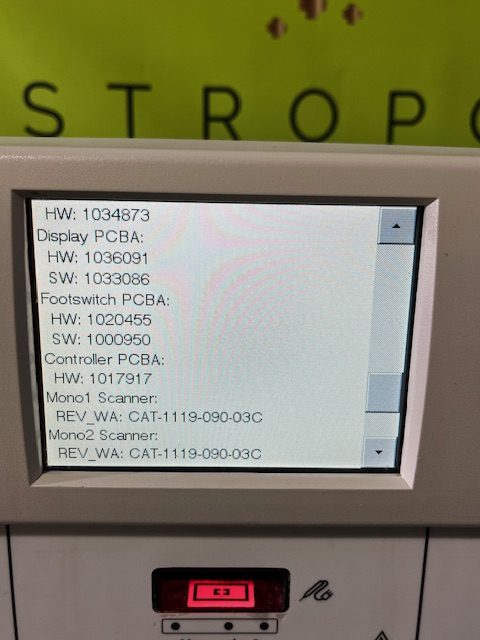 STROPO
HW: 1034873
Display PCBA:
HW: 1036091
SW: 1033086
Footswitch PCBA:
HW: 1020455
SW: 1000950
Controller PCBA:
HW: 1017917
Mono1 Scanner:
REV_WA: CAT-1119-090-03C
Mono2 Scanner:
REV_WA: CAT-1119-090-03C